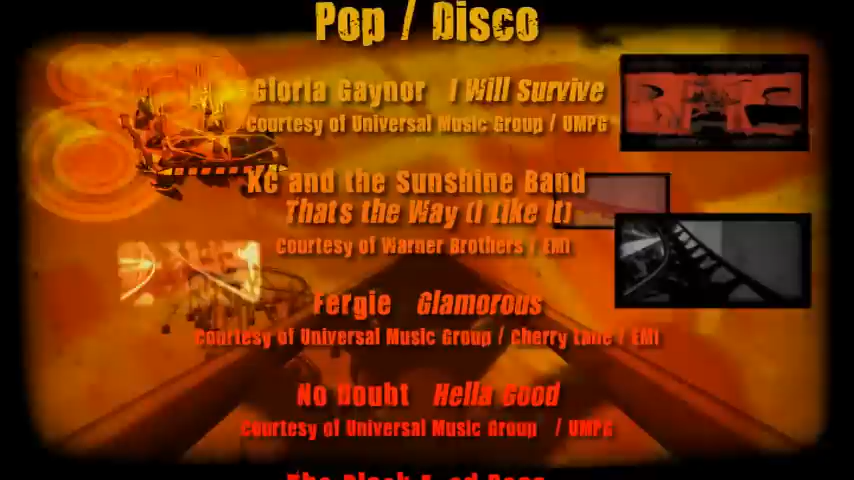 Pop / Disco
Gloria Gaynor I Will Survive
Courtesy of Universal Music Group / UMPG
KC and the Sunshine Band
Thats the Way (I Like It)
Courtesy of Warner Brothers / EMI
Fergie Glamorous
Courtesy of Universal Music Group / Cherry Lane / EMI
No Doubt Hella Good
Courtesy of Universal Music Group / UMPG
The Black